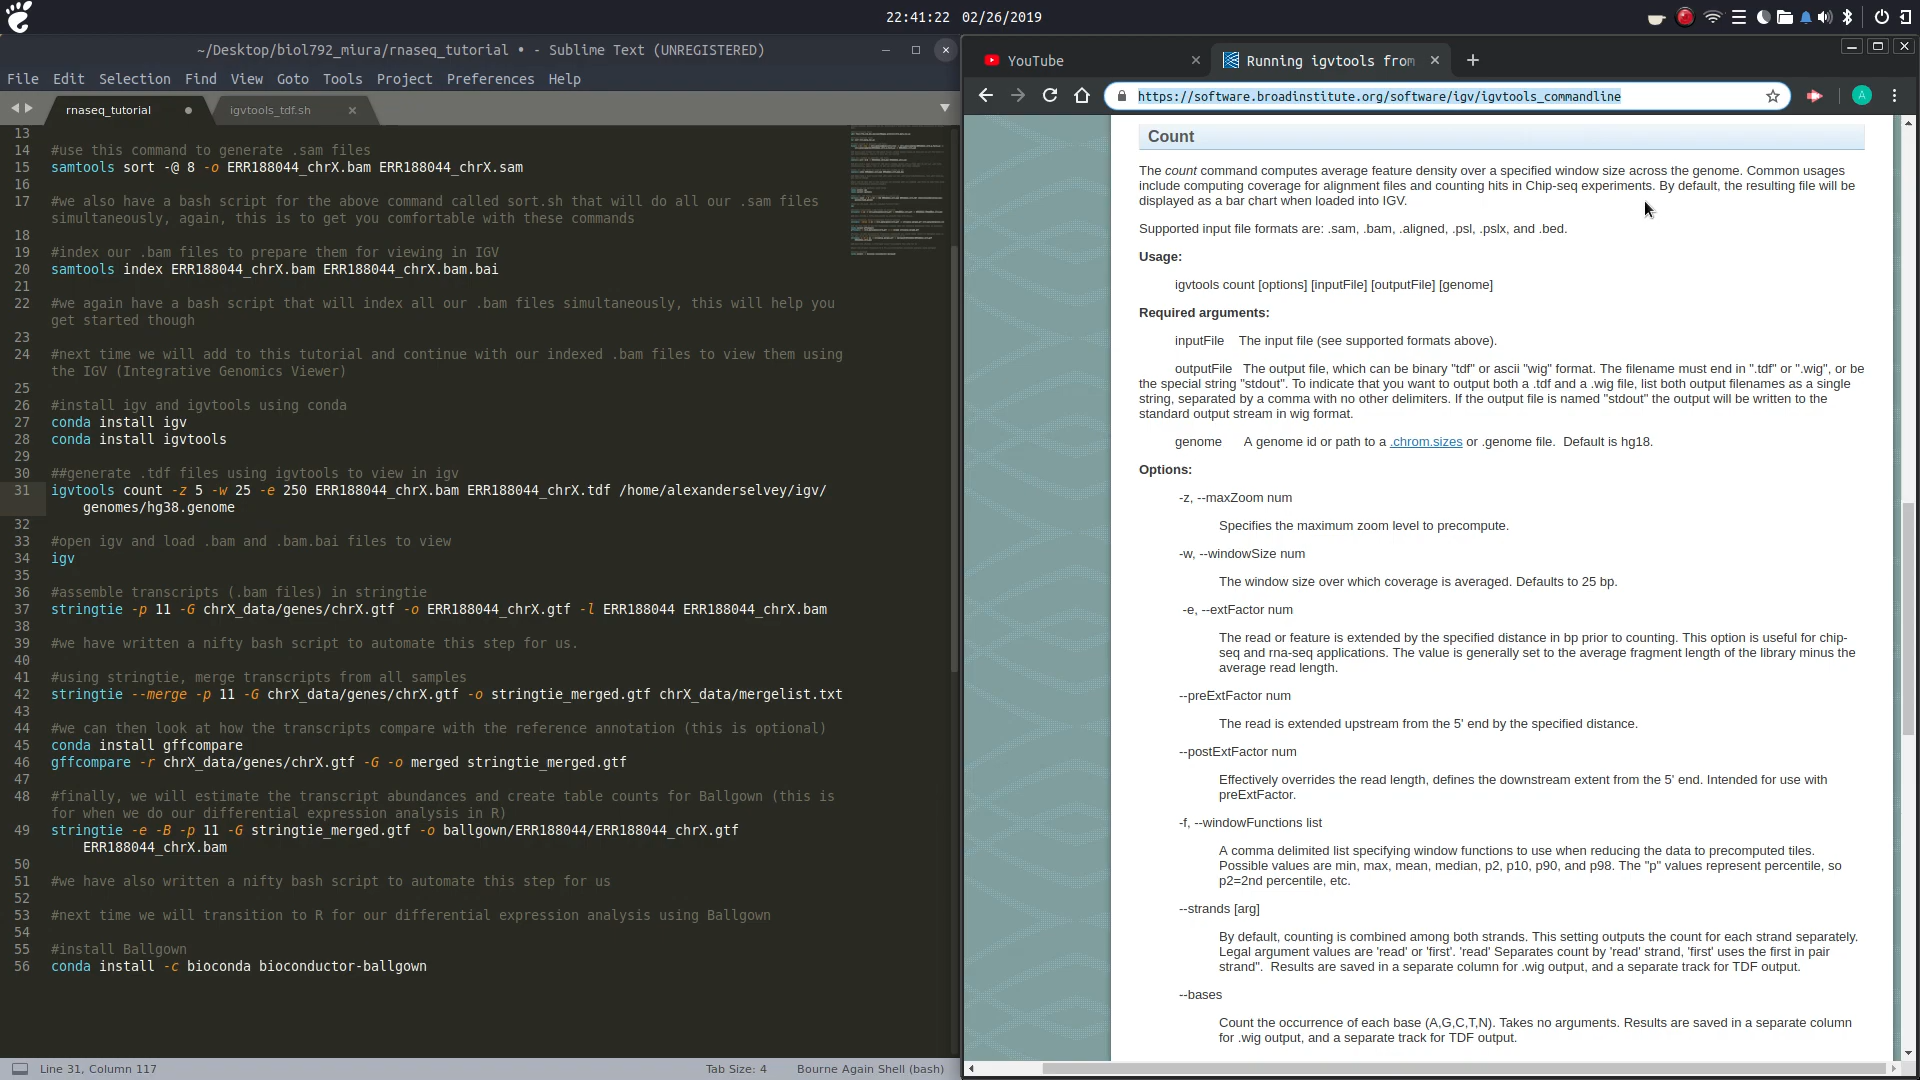 22:41:22 02/26/2019
~/Desktop/biol792_miura/rnaseq_tutorial • - Sublime Text (UNREGISTERED)
File Edit Selection Find View Goto Tools Project Preferences Help
rnaseq_tutorial
igvtools_tdf.sh
13
14 #use this command to generate .sam files
15 samtools sort -@ 8 -o ERR188044_chrX.bam ERR188044_chrX.sam
16
17 #we also have a bash script for the above command called sort.sh that will do all our .sam files
simultaneously, again, this is to get you comfortable with these commands
18
19 #index our .bam files to prepare them for viewing in IGV
20 samtools index ERR188044_chrX.bam ERR188044_chrX.bam.bai
21
22 #we again have a bash script that will index all our .bam files simultaneously, this will help you
get started though
23
24 #next time we will add to this tutorial and continue with our indexed .bam files to view them using
the IGV (Integrative Genomics Viewer)
25
26 #install igv and igvtools using conda
27 conda install igv
28 conda install igvtools
29
30 ##generate .tdf files using igvtools to view in igv
31 igvtools count -z 5 -w 25 -e 250 ERR188044_chrX.bam ERR188044_chrX.tdf /home/alexanderselvey/igv/
genomes/hg38.genome
32
33 #open igv and load .bam and .bam.bai files to view
34 igv
35
36 #assemble transcripts (.bam files) in stringtie
37 stringtie -p 11 -G chrX_data/genes/chrX.gtf -o ERR188044_chrX.gtf -l ERR188044 ERR188044_chrX.bam
38
39 #we have written a nifty bash script to automate this step for us.
40
41 #using stringtie, merge transcripts from all samples
42 stringtie --merge -p 11 -G chrX_data/genes/chrX.gtf -o stringtie_merged.gtf chrX_data/mergelist.txt
43
44 #we can then look at how the transcripts compare with the reference annotation (this is optional)
45 conda install gffcompare
46 gffcompare -r chrX_data/genes/chrX.gtf -G -o merged stringtie_merged.gtf
47
48 #finally, we will estimate the transcript abundances and create table counts for Ballgown (this is
for when we do our differential expression analysis in R)
49 stringtie -e -B -p 11 -G stringtie_merged.gtf -o ballgown/ERR188044/ERR188044_chrX.gtf
ERR188044_chrX.bam
50
51 #we have also written a nifty bash script to automate this step for us
52
53 #next time we will transition to R for our differential expression analysis using Ballgown
54
55 #install Ballgown
56 conda install -c bioconda bioconductor-ballgown
Line 31, Column 117
Tab Size: 4
Bourne Again Shell (bash)
YouTube
Running igvtools from
https://software.broadinstitute.org/software/igv/igvtools_commandline
A
Count
The count command computes average feature density over a specified window size across the genome. Common usages
include computing coverage for alignment files and counting hits in Chip-seq experiments. By default, the resulting file will be
displayed as a bar chart when loaded into IGV.
Supported input file formats are: .sam, .bam, .aligned, .psl, .pslx, and .bed.
Usage:
igvtools count [options] [inputFile] [outputFile] [genome]
Required arguments:
inputFile The input file (see supported formats above).
outputFile The output file, which can be binary "tdf" or ascii "wig" format. The filename must end in ".tdf" or ".wig", or be
the special string "stdout". To indicate that you want to output both a .tdf and a .wig file, list both output filenames as a single
string, separated by a comma with no other delimiters. If the output file is named "stdout" the output will be written to the
standard output stream in wig format.
genome A genome id or path to a .chrom.sizes or .genome file. Default is hg18.
Options:
-z, --maxZoom num
Specifies the maximum zoom level to precompute.
-w, --windowSize num
The window size over which coverage is averaged. Defaults to 25 bp.
-e, --extFactor num
The read or feature is extended by the specified distance in bp prior to counting. This option is useful for chip-
seq and rna-seq applications. The value is generally set to the average fragment length of the library minus the
average read length.
--preExtFactor num
The read is extended upstream from the 5' end by the specified distance.
--postExtFactor num
Effectively overrides the read length, defines the downstream extent from the 5' end. Intended for use with
preExtFactor.
-f, --windowFunctions list
A comma delimited list specifying window functions to use when reducing the data to precomputed tiles.
Possible values are min, max, mean, median, p2, p10, p90, and p98. The "p" values represent percentile, so
p2=2nd percentile, etc.
--strands [arg]
By default, counting is combined among both strands. This setting outputs the count for each strand separately.
Legal argument values are 'read' or 'first'. 'read' Separates count by 'read' strand, 'first' uses the first in pair
strand". Results are saved in a separate column for .wig output, and a separate track for TDF output.
--bases
Count the occurrence of each base (A,G,C,T,N). Takes no arguments. Results are saved in a separate column
for .wig output, and a separate track for TDF output.